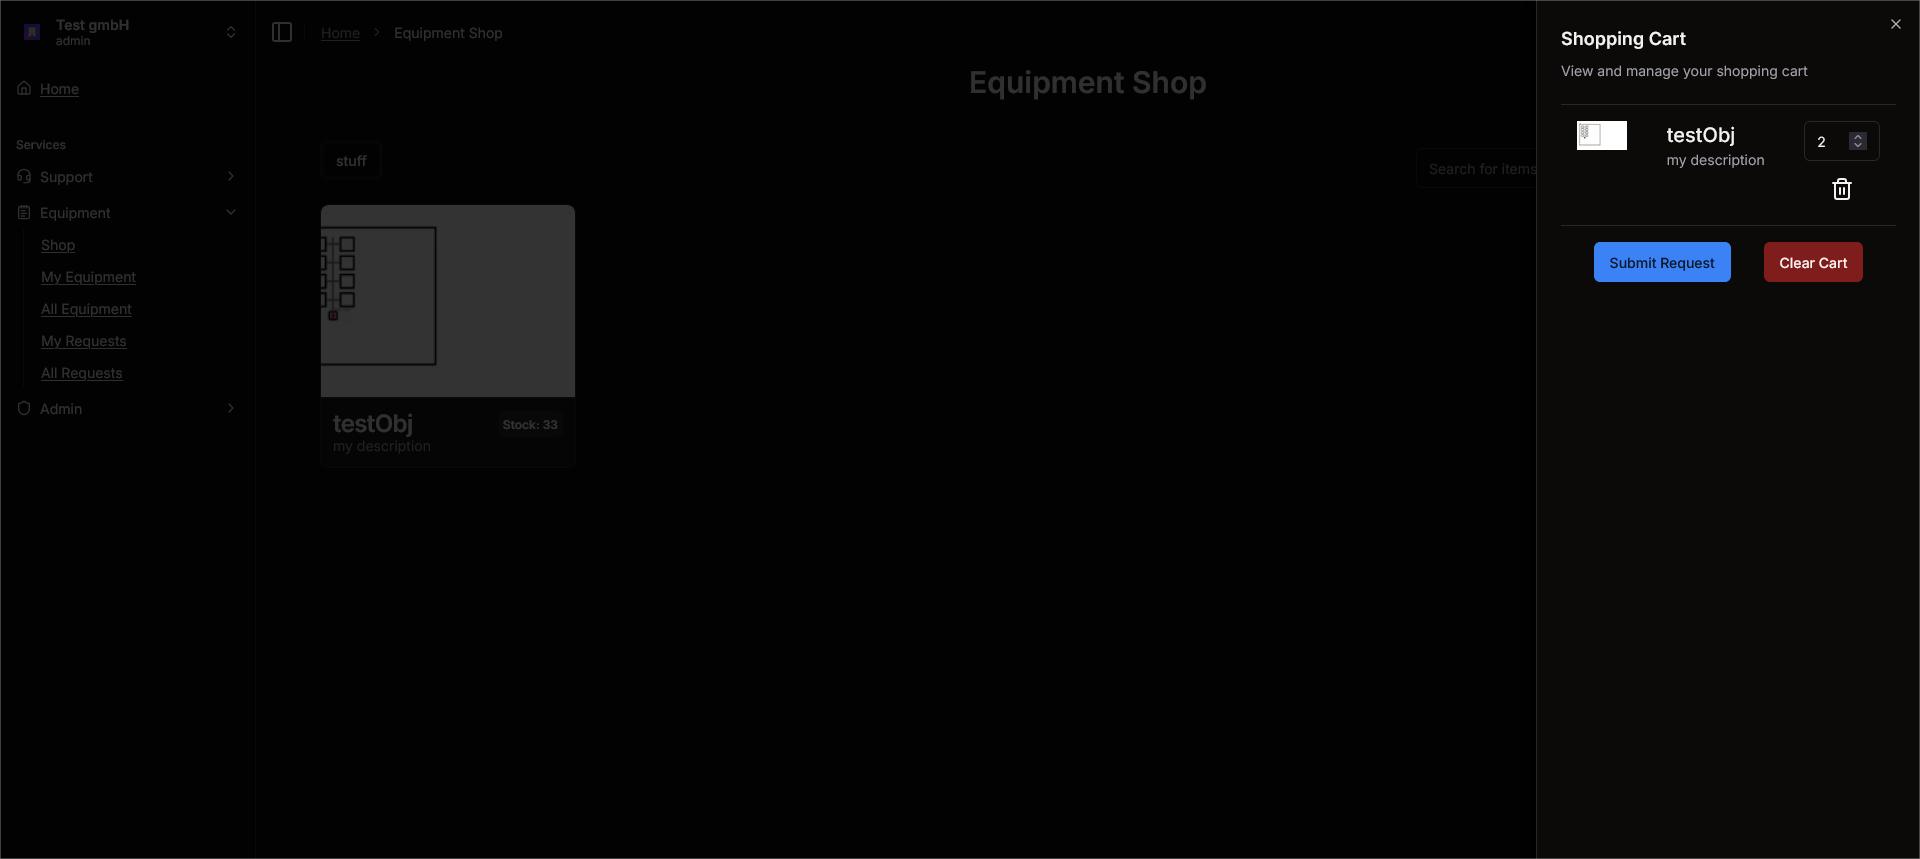 Test gmbH
admin
Home
Services
Support
Equipment
Shop
My Equipment
All Equipment
My Requests
All Requests
Admin
Home
Equipment Shop
Equipment Shop
stuff
Search for items
testObj
Stock: 33
my description
Shopping Cart
View and manage your shopping cart
testObj
2
my description
Submit Request
Clear Cart